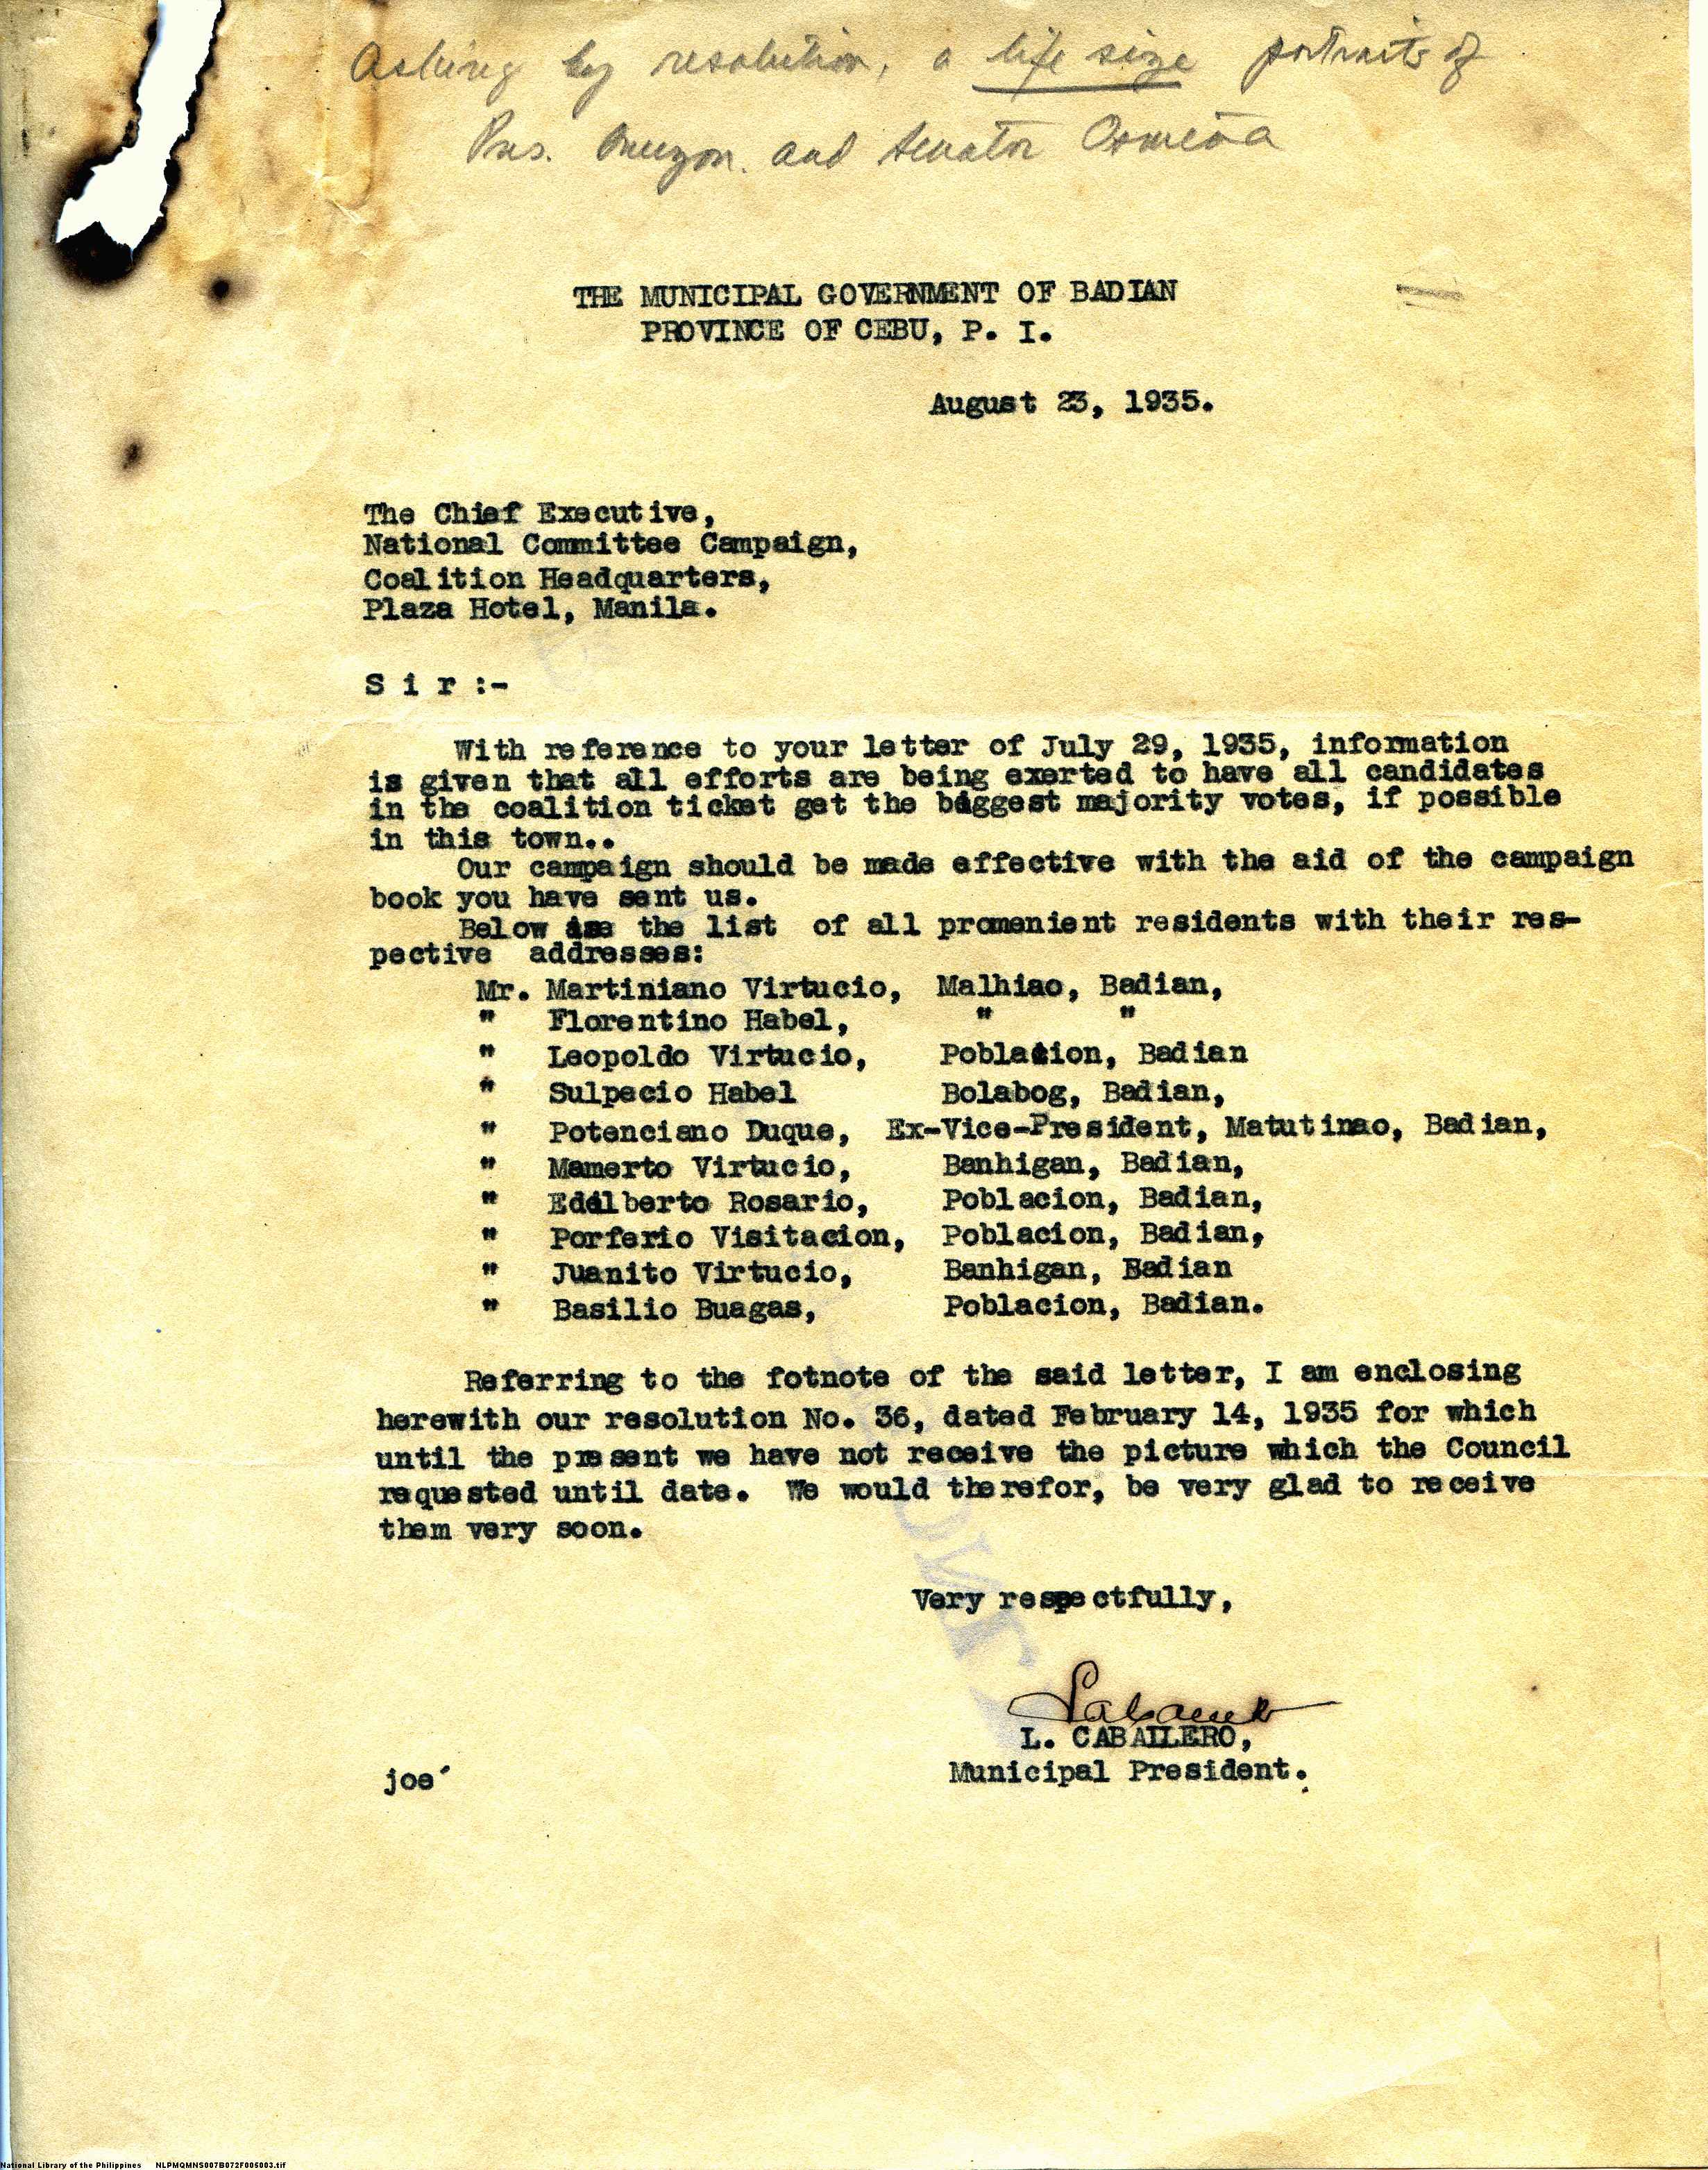 Asking by resolution, a life size portraits of
Pres. Quezon. and Senator Osmeña
THE MUNICIPAL GOVERNMENT OF BADIAN
PROVINCE OF CEBU, P. I.
August 23, 1935.
The Chief Executive,
National Committee Campaign,
Coalition Headquarters,
Plaza Hotel, Manila.
S i r :-
With reference to your letter of July 29, 1935, information
is given that all efforts are being exerted to have all candidates
in the coalition ticket get the biggest majority votes, if possible
in this town..
Our campaign should be made effective with the aid of the campaign
book you have sent us.
Below the list of all promenient residents with their res-
pective addresses:
Mr. Martiniano Virtucio, Malhiao, Badian,
" Florentino Habel, " "
" Leopoldo Virtucio, Poblacion, Badian
" Sulpecio Habel Bolabog, Badian,
" Potenciano Duque, Ex-Vice-President, Matutinao, Badian,
" Mamerto Virtucio, Banhigan, Badian,
" Edilberto Rosario, Poblacion, Badian,
" Porferio Visitacion, Poblacion, Badian,
" Juanito Virtucio, Banhigan, Badian
" Basilio Buagas, Poblacion, Badian.
Referring to the fotnote of the said letter, I am enclosing
herewith our resolution No. 36, dated February 14, 1935 for which
until the present we have not receive the picture which the Council
requested until date. We would therefor, be very glad to receive
them very soon.
Very respectfully,
L. CABALLERO,
Municipal President.
joe´
National Library of the Philippines NLPMQMNS007B072F005003.tif